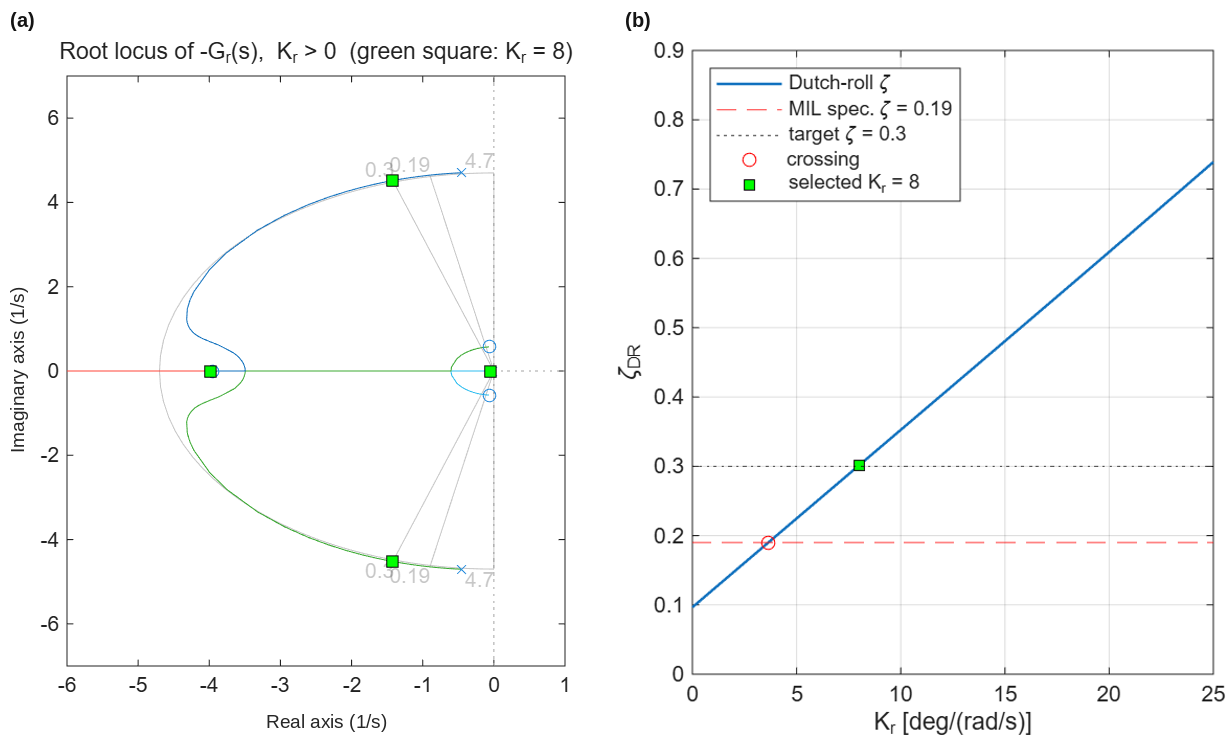 (a)
Root locus of -Gr(s), Kr > 0 (green square: Kr = 8)
6
4
2
0
-2
-4
-6
-6 -5 -4 -3 -2 -1 0 1
Imaginary axis (1/s)
Real axis (1/s)
0.3 0.19 4.7
0.3 0.19 4.7
(b)
0.9
0.8
0.7
0.6
0.5
0.4
0.3
0.2
0.1
0
0 5 10 15 20 25
ζDR
Kr [deg/(rad/s)]
Dutch-roll ζ
MIL spec. ζ = 0.19
target ζ = 0.3
crossing
selected Kr = 8